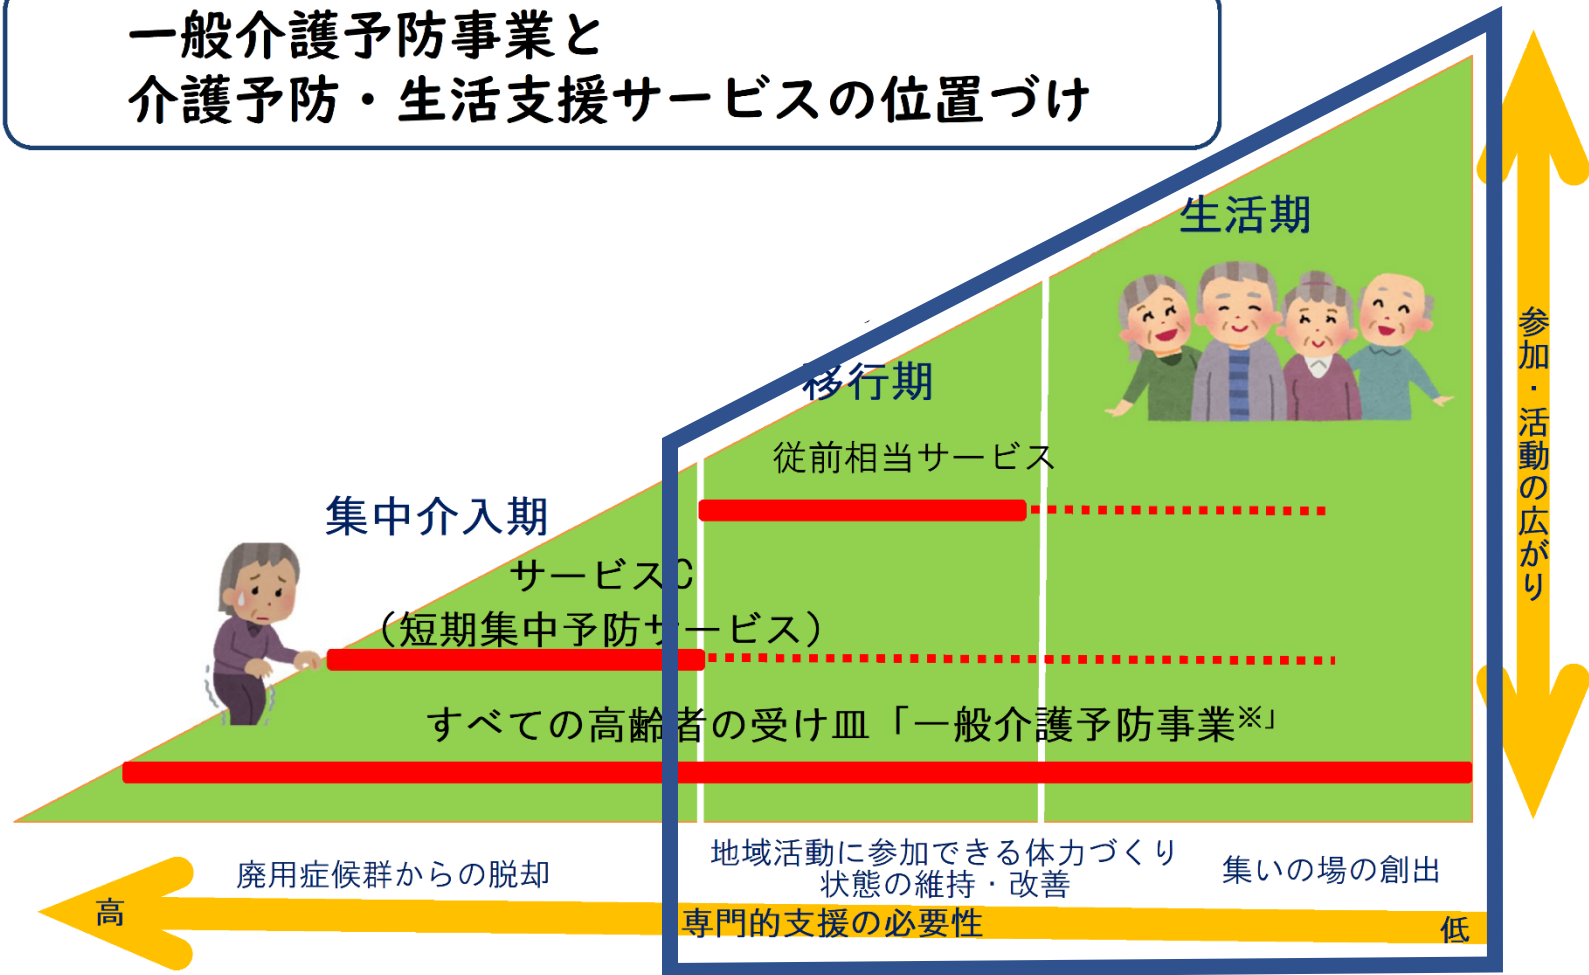 一般介護予防事業と
介護予防・生活支援サービスの位置づけ
生活期
移行期
従前相当サービス
集中介入期
サービスC
（短期集中予防サービス）
すべての高齢者の受け皿「一般介護予防事業※」
参加・活動の広がり
廃用症候群からの脱却
地域活動に参加できる体力づくり
状態の維持・改善
集いの場の創出
高
専門的支援の必要性
低